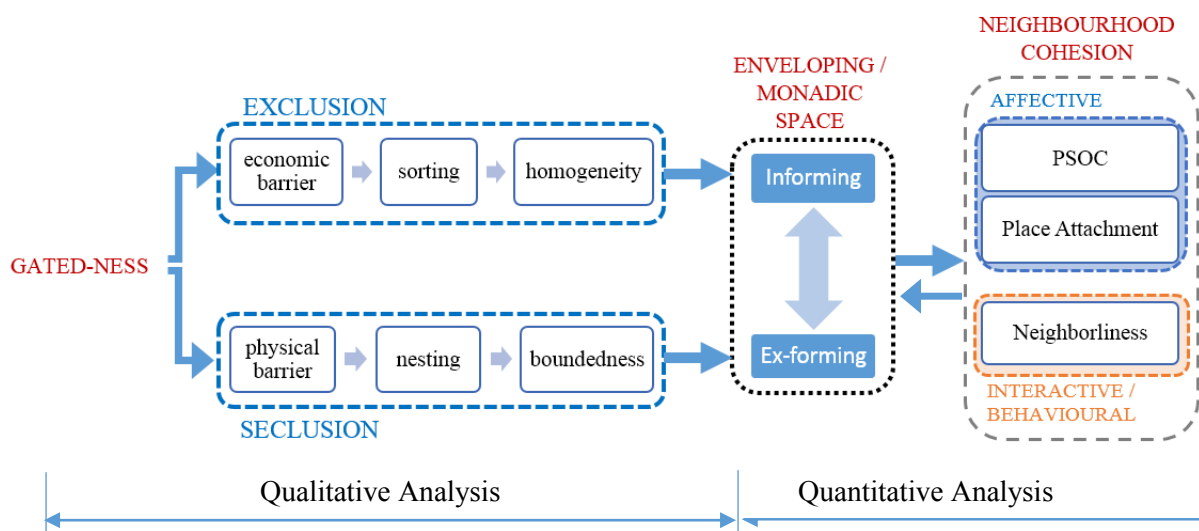 NEIGHBOURHOOD
COHESION
ENVELOPING /
MONADIC
SPACE
EXCLUSION
AFFECTIVE
economic
barrier
sorting
homogeneity
Informing
PSOC
Place Attachment
GATED-NESS
physical
barrier
nesting
boundedness
Ex-forming
Neighborliness
SECLUSION
INTERACTIVE /
BEHAVIOURAL
Qualitative Analysis
Quantitative Analysis